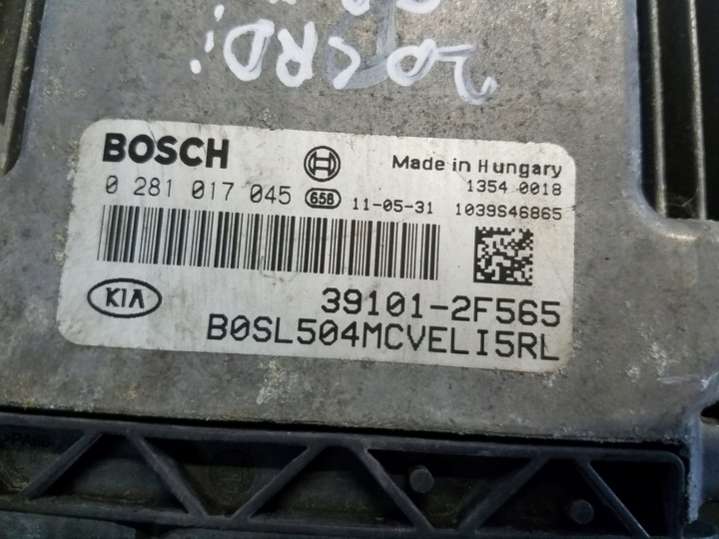 20CRDi
BOSCH
Made in Hungary
0 281 017 045 658 11-05-31
1354 0018
1039S46865
KIA
39101-2F565
B0SL504MCVELI5RL